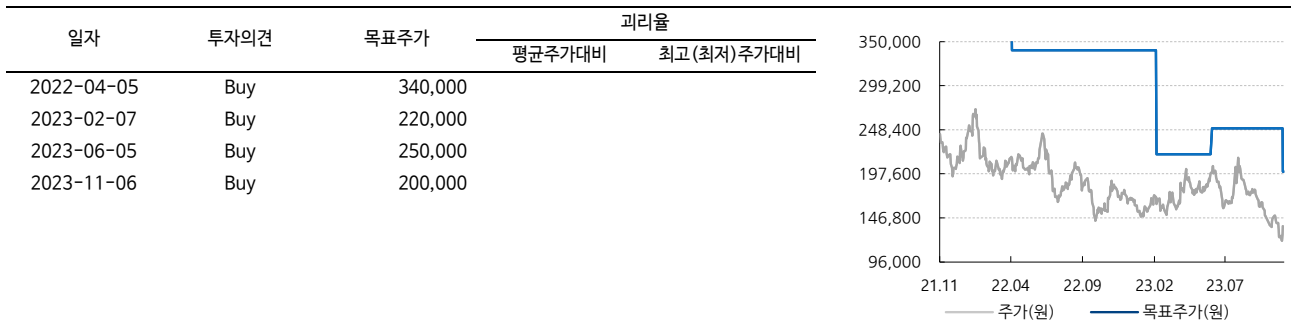 일자 투자의견 목표주가 괴리율
평균주가대비 최고(최저)주가대비
2022-04-05 Buy 340,000
2023-02-07 Buy 220,000
2023-06-05 Buy 250,000
2023-11-06 Buy 200,000
350,000
299,200
248,400
197,600
146,800
96,000
21.11 22.04 22.09 23.02 23.07
주가(원) 목표주가(원)